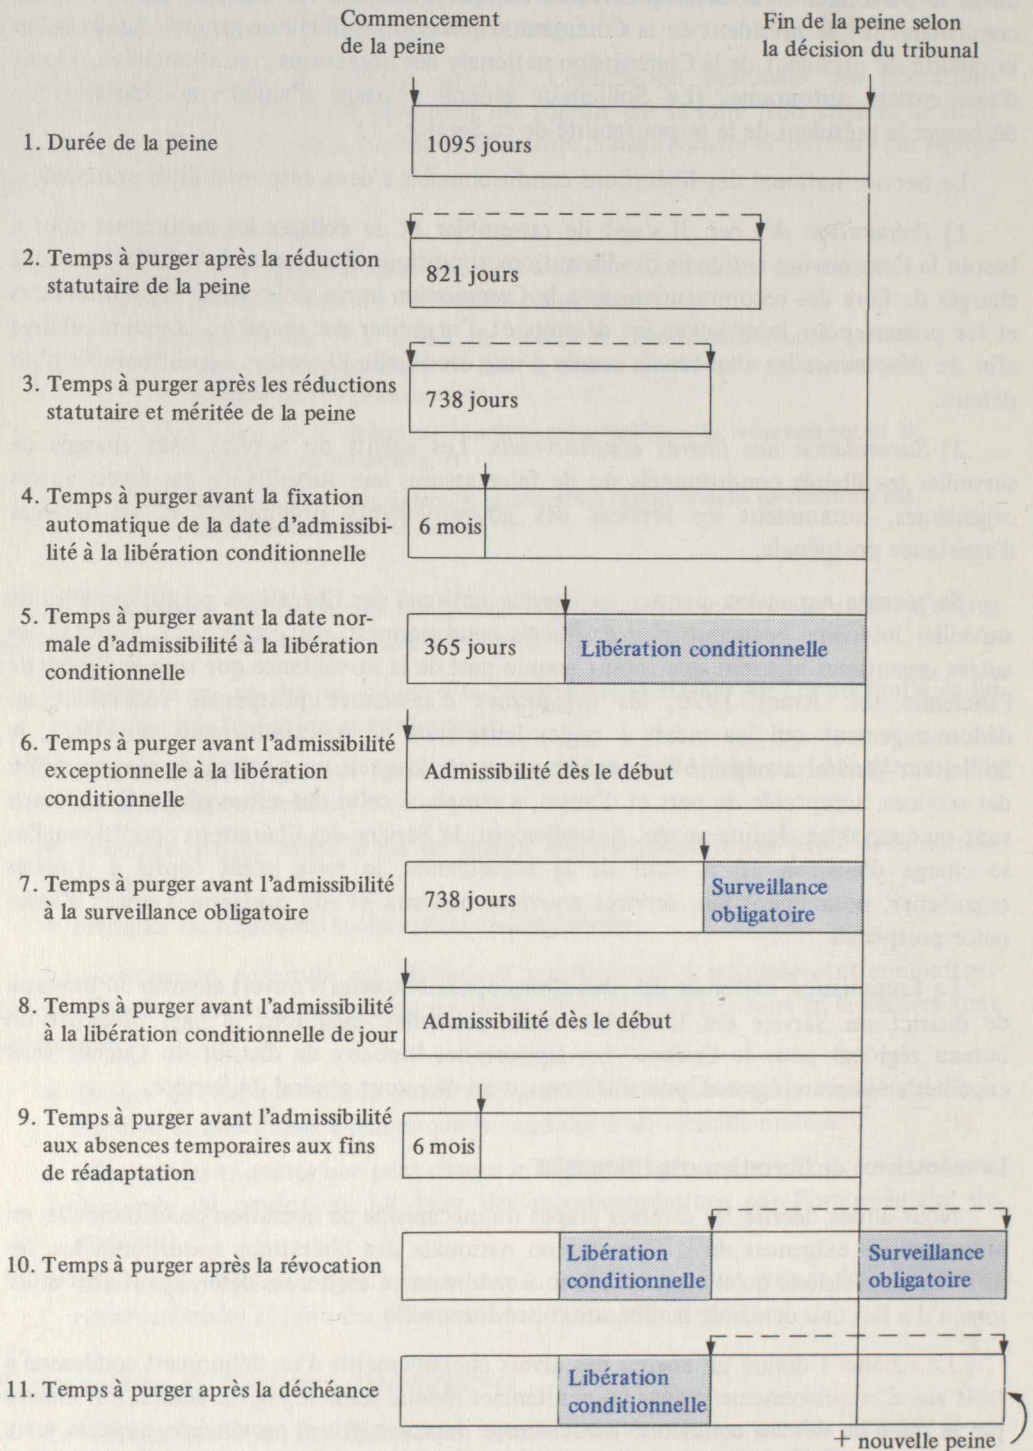 Commencement
de la peine
Fin de la peine selon
la décision du tribunal
1. Durée de la peine
1095 jours
2. Temps à purger après la réduction
statutaire de la peine
821 jours
3. Temps à purger après les réductions
statutaire et méritée de la peine
738 jours
4. Temps à purger avant la fixation
automatique de la date d'admissibi-
lité à la libération conditionnelle
6 mois
5. Temps à purger avant la date nor-
male d'admissibilité à la libération
conditionnelle
365 jours
Libération conditionnelle
6. Temps à purger avant l'admissibilité
exceptionnelle à la libération
conditionnelle
Admissibilité dès le début
7. Temps à purger avant l'admissibilité
à la surveillance obligatoire
738 jours
Surveillance
obligatoire
8. Temps à purger avant l'admissibilité
à la libération conditionnelle de jour
Admissibilité dès le début
9. Temps à purger avant l'admissibilité
aux absences temporaires aux fins
de réadaptation
6 mois
10. Temps à purger après la révocation
Libération
conditionnelle
Surveillance
obligatoire
11. Temps à purger après la déchéance
Libération
conditionnelle
+ nouvelle peine